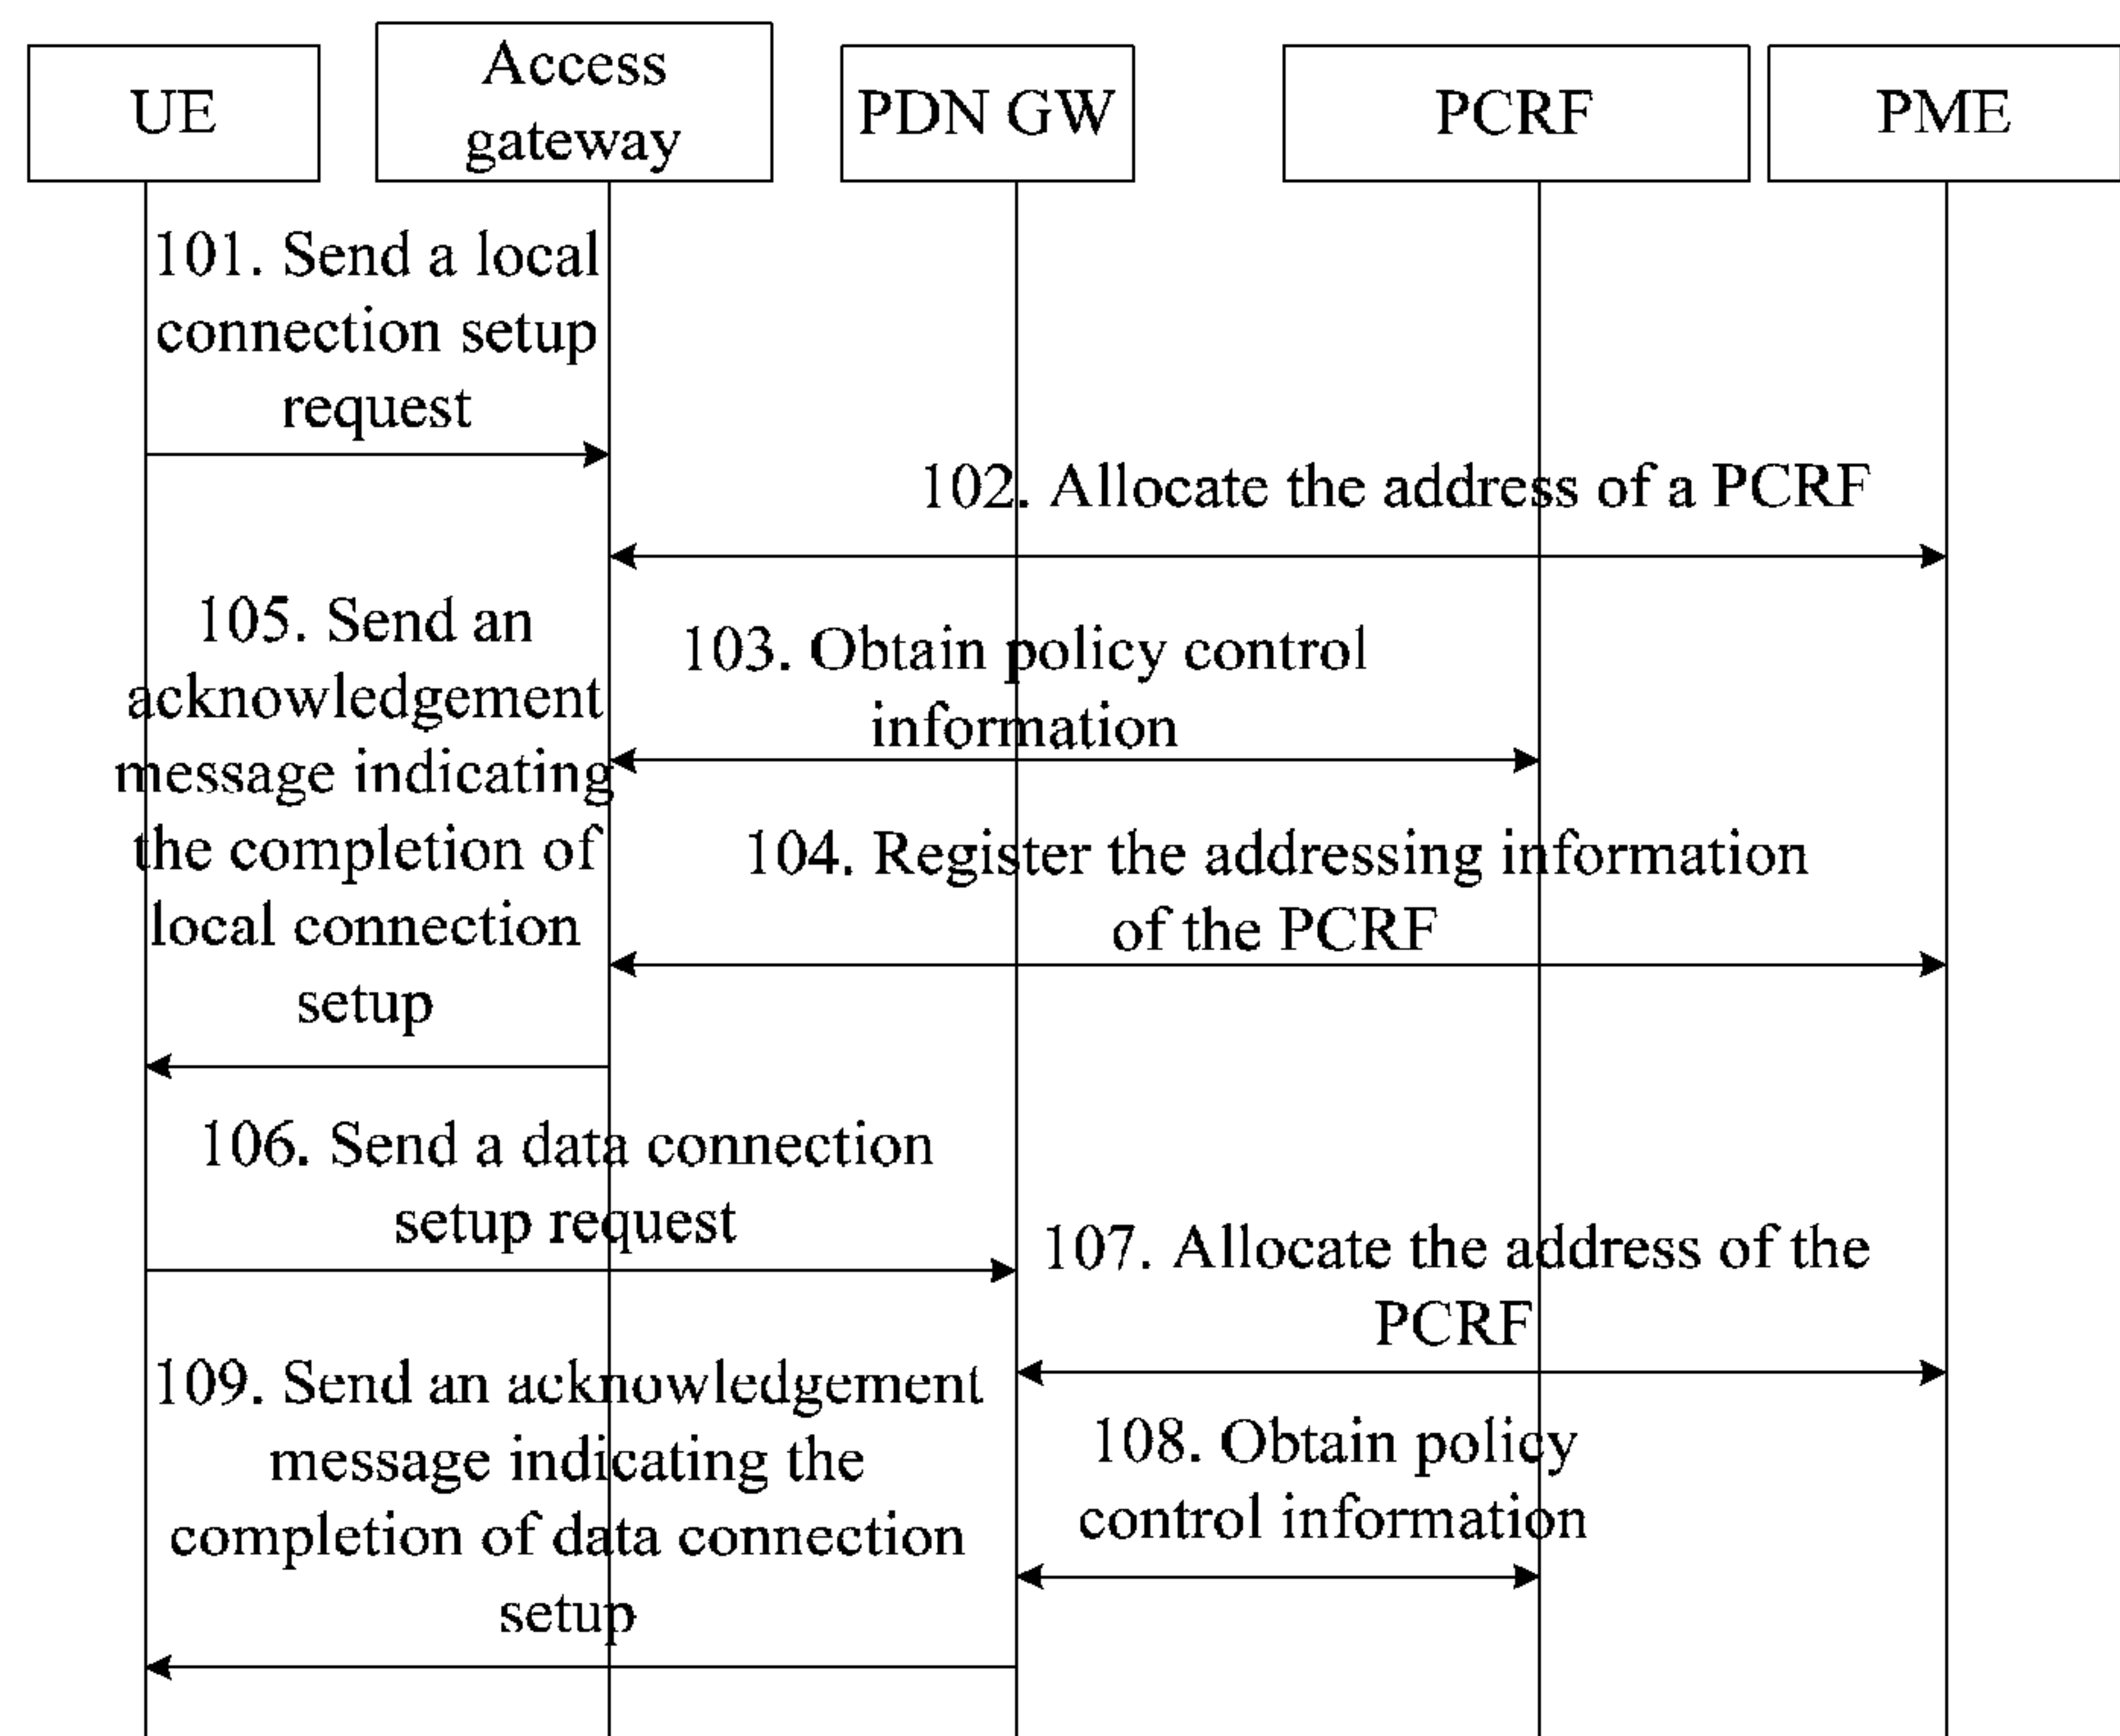 UE
Access
gateway
PDN GW
PCRF
PME
101. Send a local
connection setup
request
102. Allocate the address of a PCRF
105. Send an
acknowledgement
message indicating
the completion of
local connection
setup
103. Obtain policy control
information
104. Register the addressing information
of the PCRF
106. Send a data connection
setup request
107. Allocate the address of the
PCRF
109. Send an acknowledgement
message indicating the
completion of data connection
setup
108. Obtain policy
control information